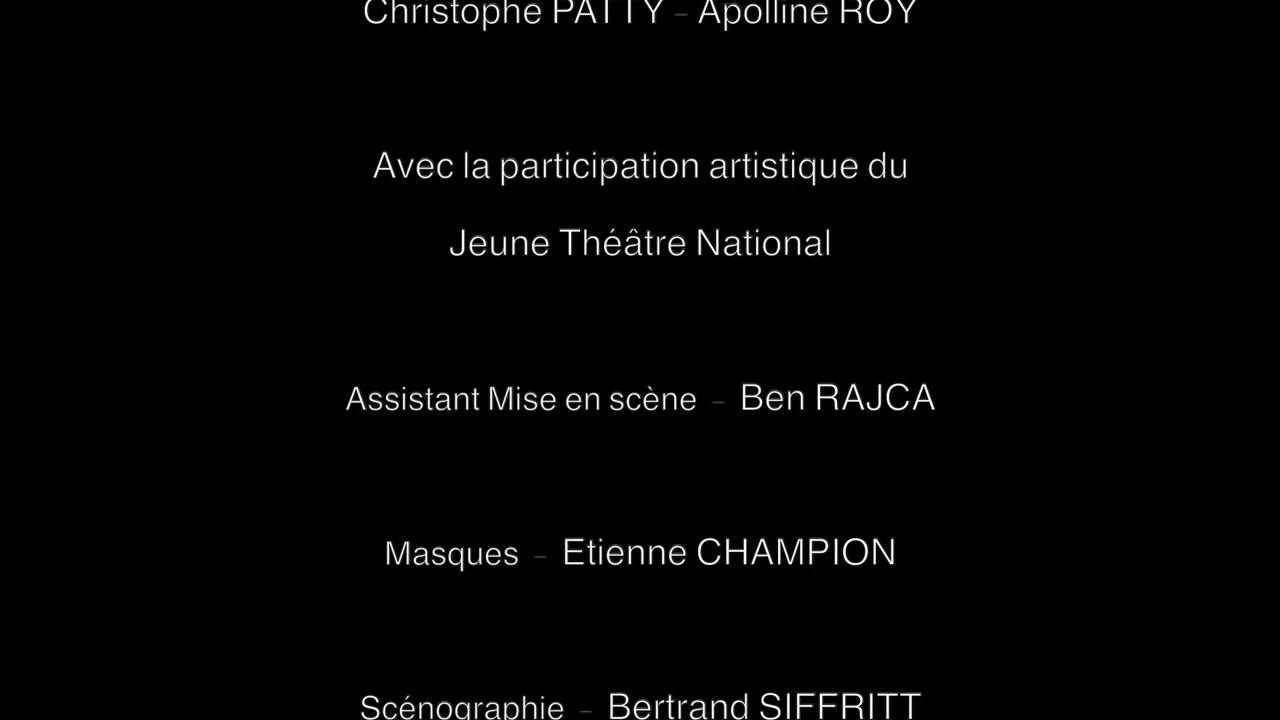 Christophe PATTY – Apolline ROY
Avec la participation artistique du
Jeune Théâtre National
Assistant Mise en scène – Ben RAJCA
Masques – Etienne CHAMPION
Scénographie – Bertrand SIFFRITT